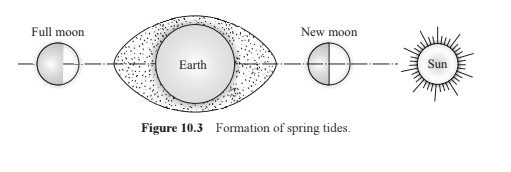 Full moon
New moon
Earth
Sun
Figure 10.3 Formation of spring tides.